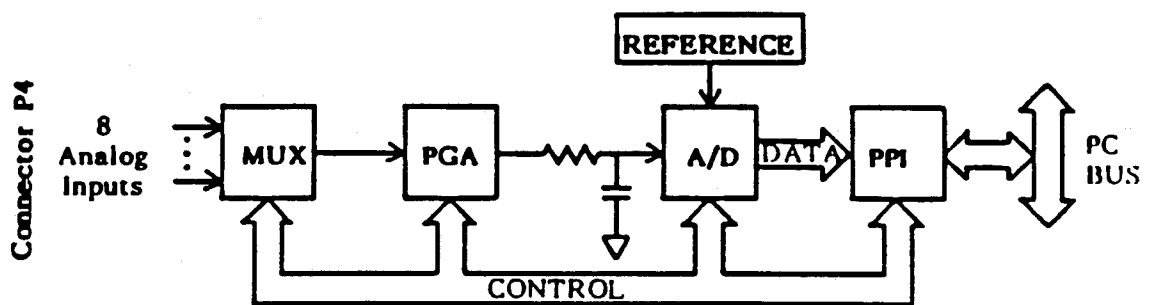 REFERENCE
Connector P4
8
Analog
Inputs
MUX
PGA
A/D
DATA
PPI
PC
BUS
CONTROL